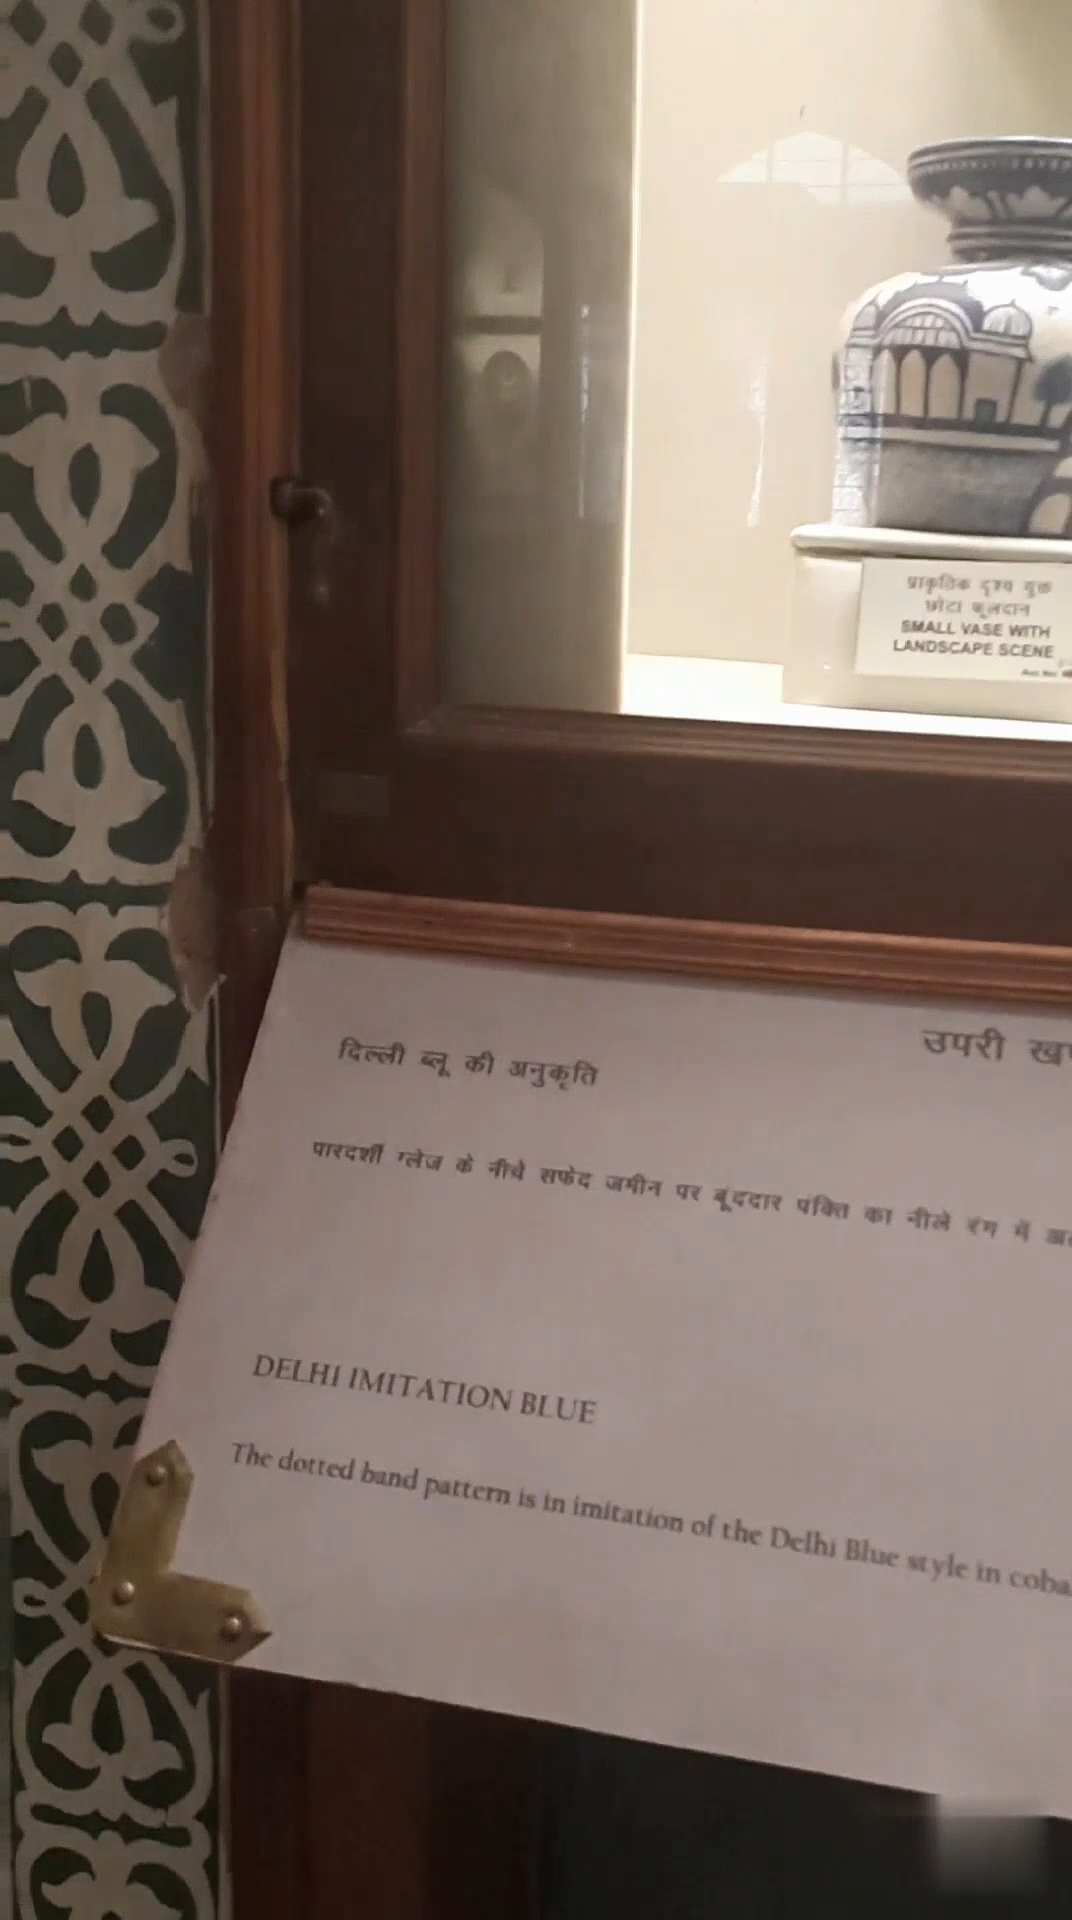 प्राकृतिक दृश्य युक्त
छोटा फूलदान
SMALL VASE WITH
LANDSCAPE SCENE
उपरी
दिल्ली ब्लू की अनुकृति
पारदर्शी ग्लेज के नीचे सफेद जमीन पर बूंददार पंक्ति का नीले रंग में
DELHI IMITATION BLUE
The dotted band pattern is in imitation of the Delhi Blue style in